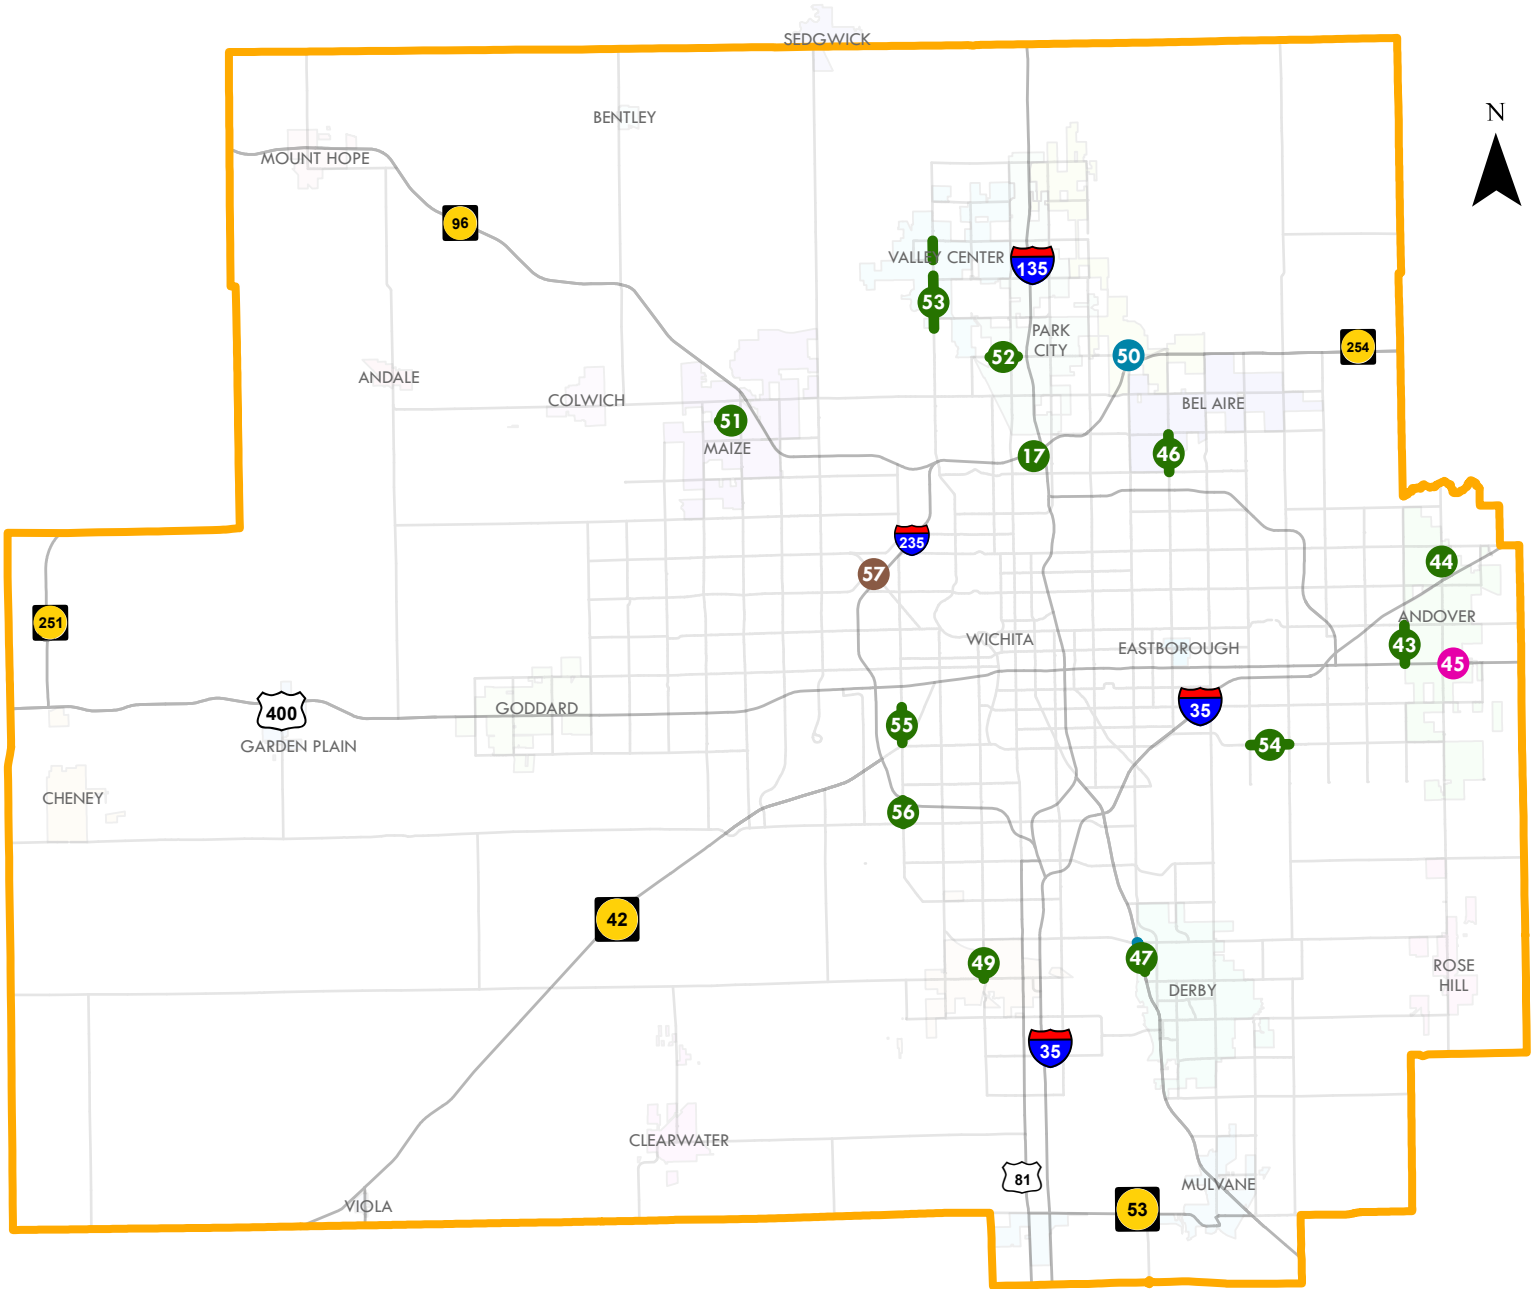 SEDGWICK
BENTLEY
N
MOUNT HOPE
96
VALLEY CENTER
135
53
PARK
CITY
52
50
254
ANDALE
COLWICH
BEL AIRE
51
MAIZE
17
46
235
57
44
251
ANDOVER
WICHITA
EASTBOROUGH
43
45
400
GODDARD
35
55
GARDEN PLAIN
54
CHENEY
56
42
49
47
ROSE
HILL
DERBY
35
CLEARWATER
81
MULVANE
VIOLA
53